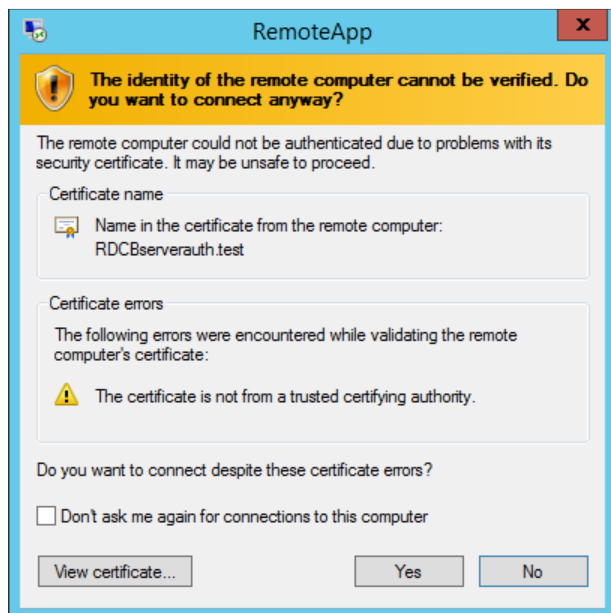 RemoteApp
x
The identity of the remote computer cannot be verified. Do
you want to connect anyway?
The remote computer could not be authenticated due to problems with its
security certificate. It may be unsafe to proceed.
Certificate name
Name in the certificate from the remote computer:
RDCBserverauth.test
Certificate errors
The following errors were encountered while validating the remote
computer's certificate:
The certificate is not from a trusted certifying authority.
Do you want to connect despite these certificate errors?
Don't ask me again for connections to this computer
View certificate...
Yes
No